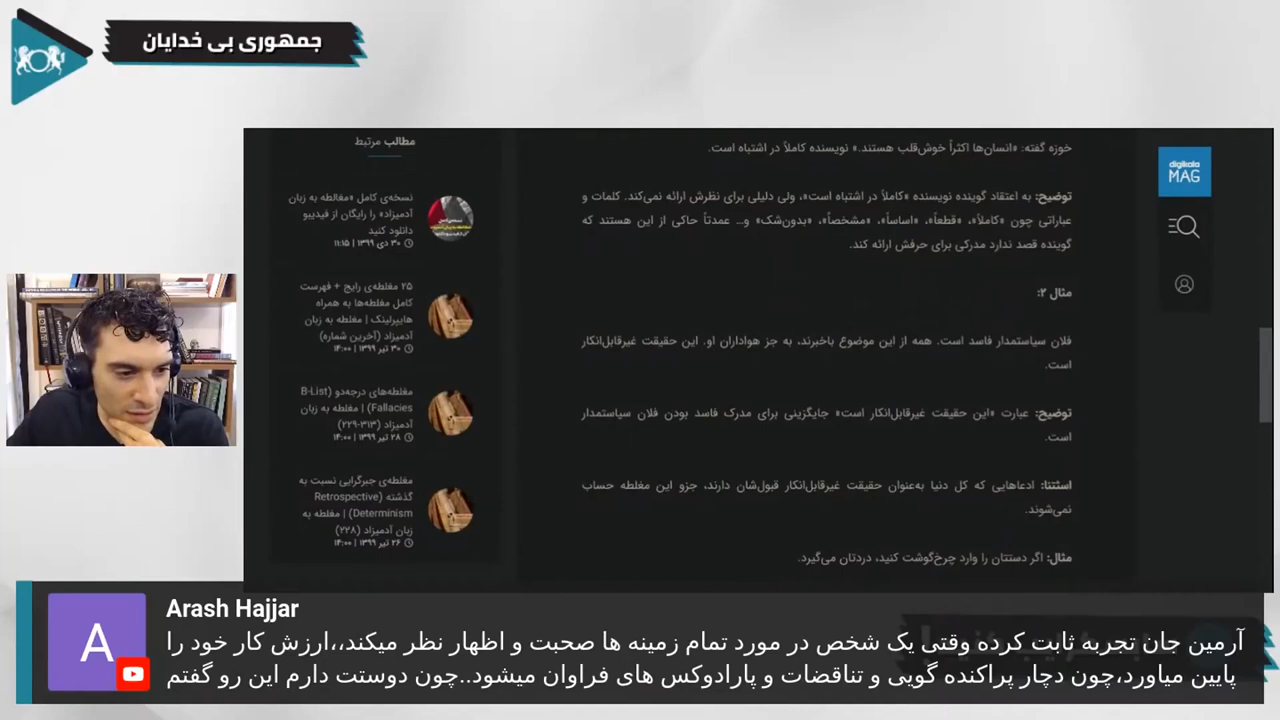 جمهوری بی خدایان
مطالب مرتبط
نسخه‌ی کامل «مغالطه به زبان
آدمیزاد» را رایگان از فیدیبو
دانلود کنید
۳۰ دی ۱۳۹۹ | ۱۱:۱۵
۲۵ مغلطه‌ی رایج + فهرست
کامل مغلطه‌ها به همراه
هایپرلینک | مغلطه به زبان
آدمیزاد (آخرین شماره)
۳۰ تیر ۱۳۹۹ | ۱۴:۰۰
مغلطه‌های درجه‌دو (B-List
Fallacies) | مغلطه به زبان
آدمیزاد (۳۱۳-۲۲۹)
۲۸ تیر ۱۳۹۹ | ۱۴:۰۰
مغلطه‌ی جبرگرایی نسبت به
گذشته (Retrospective
Determinism) | مغلطه به
زبان آدمیزاد (۲۲۸)
۲۶ تیر ۱۳۹۹ | ۱۴:۰۰
خوزه گفته: «انسان‌ها اکثراً خوش‌قلب هستند.» نویسنده کاملاً در اشتباه است.
توضیح: به اعتقاد گوینده نویسنده «کاملاً در اشتباه است»، ولی دلیلی برای نظرش ارائه نمی‌کند. کلمات و
عباراتی چون «کاملاً»، «قطعاً»، «اساساً»، «مشخصاً»، «بدون‌شک» و… عمدتاً حاکی از این هستند که
گوینده قصد ندارد مدرکی برای حرفش ارائه کند.
مثال ۲:
فلان سیاستمدار فاسد است. همه از این موضوع باخبرند، به جز هواداران او. این حقیقت غیرقابل‌انکار
است.
توضیح: عبارت «این حقیقت غیرقابل‌انکار است» جایگزینی برای مدرک فاسد بودن فلان سیاستمدار
است.
استثنا: ادعاهایی که کل دنیا به‌عنوان حقیقت غیرقابل‌انکار قبول‌شان دارند، جزو این مغلطه حساب
نمی‌شوند.
مثال: اگر دستتان را وارد چرخ‌گوشت کنید، دردتان می‌گیرد.
digikala
MAG
A
Arash Hajjar
آرمین جان تجربه ثابت کرده وقتی یک شخص در مورد تمام زمینه ها صحبت و اظهار نظر میکند،،ارزش کار خود را
پایین میاورد،چون دچار پراکنده گویی و تناقضات و پارادوکس های فراوان میشود..چون دوستت دارم این رو گفتم